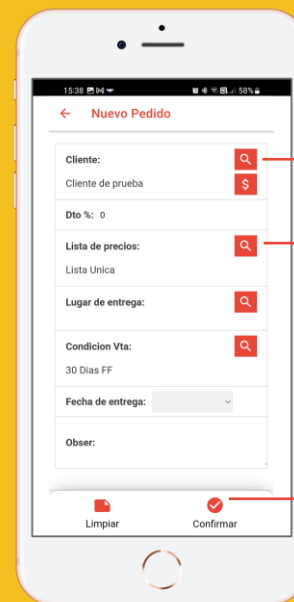 15:38 58%
Nuevo Pedido
Cliente:
Cliente de prueba
$
Dto %: 0
Lista de precios:
Lista Unica
Lugar de entrega:
Condicion Vta:
30 Dias FF
Fecha de entrega:
Obser:
Limpiar Confirmar